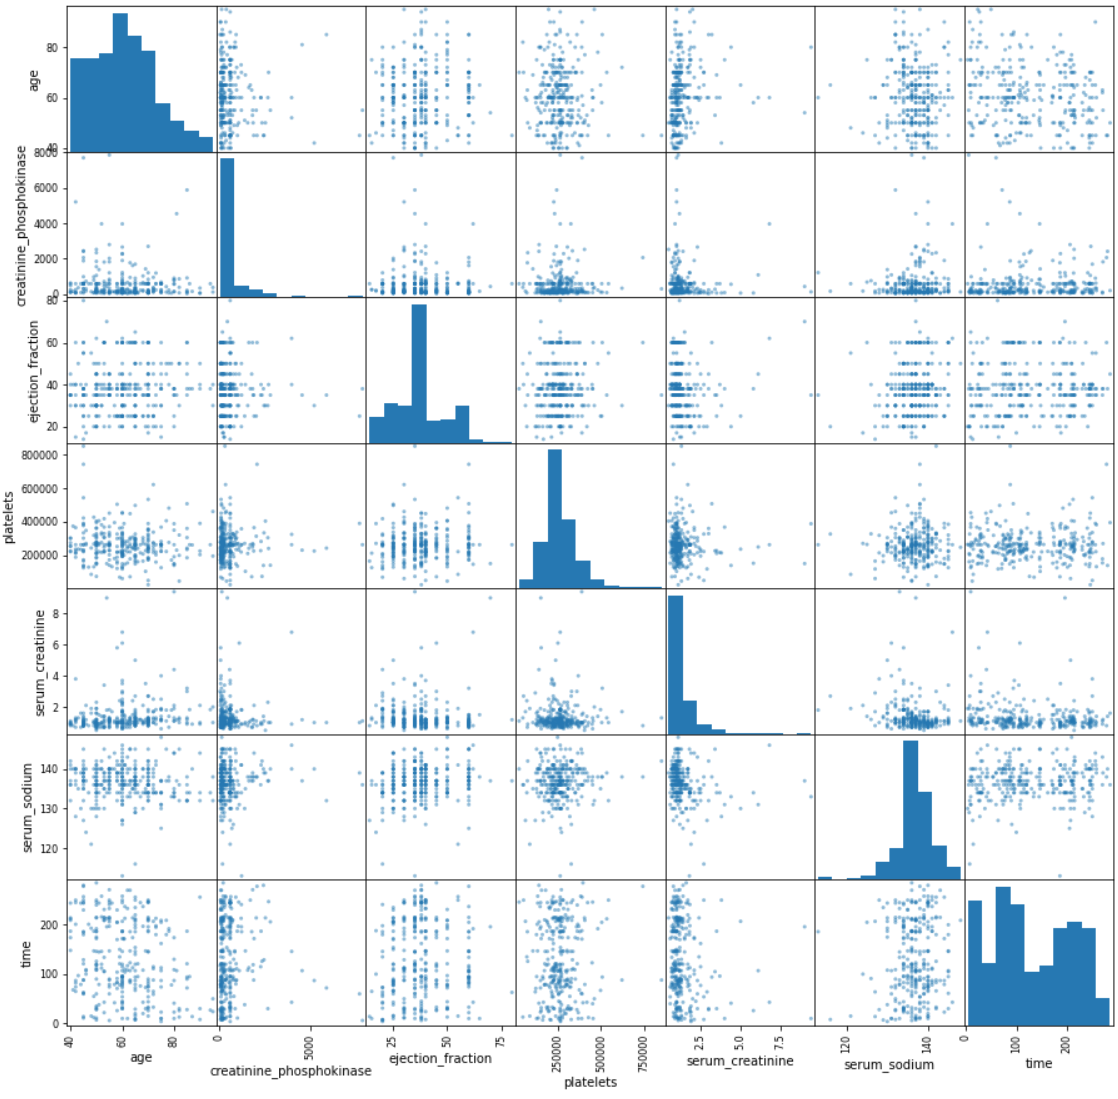 age
80
60
40
creatinine_phosphokinase
8000
6000
4000
2000
0
ejection_fraction
80
60
40
20
platelets
800000
600000
400000
200000
serum_creatinine
8
6
4
2
serum_sodium
140
130
120
time
200
100
0
40 60 80 0 5000 25 50 75 250000 500000 750000 2.5 5.0 7.5 120 140 0 100 200
age creatinine_phosphokinase ejection_fraction platelets serum_creatinine serum_sodium time